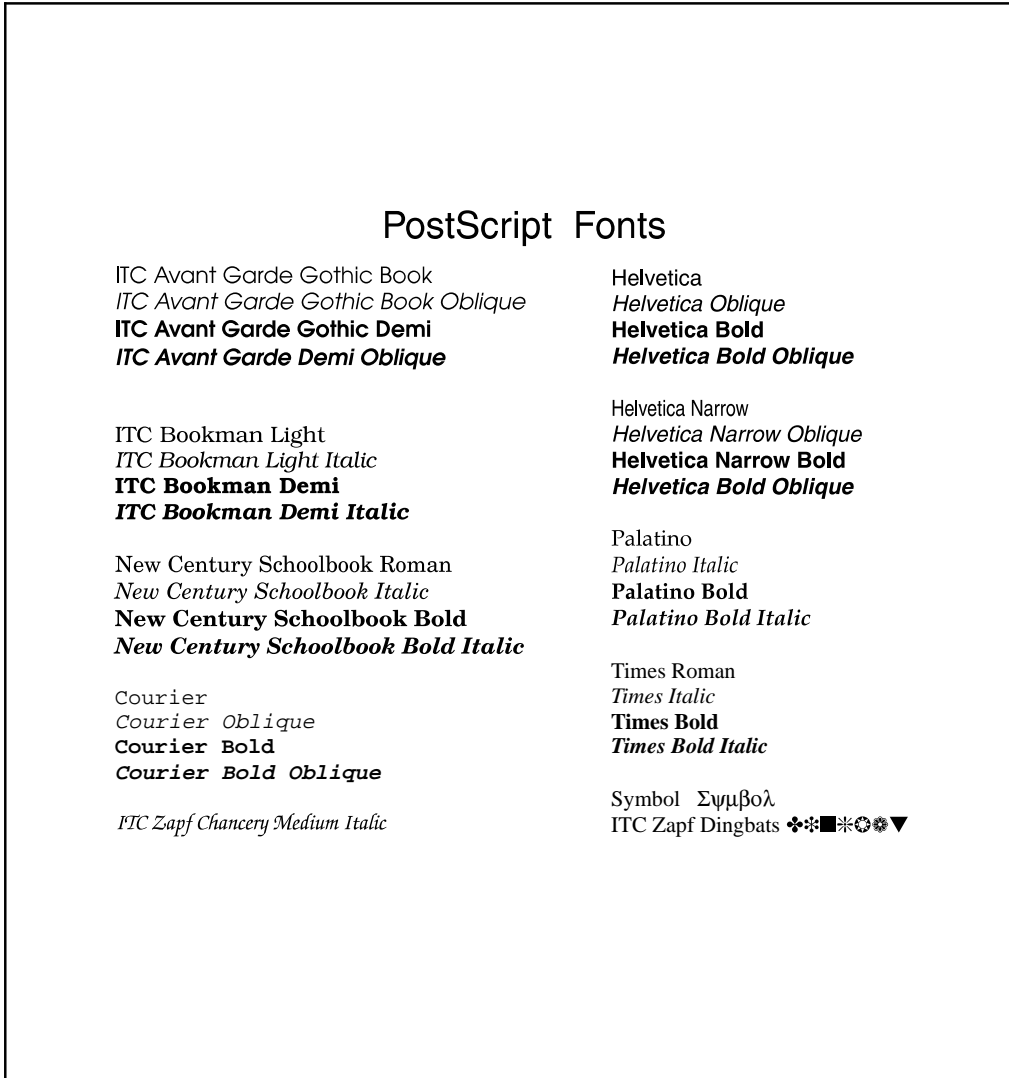 PostScript Fonts
ITC Avant Garde Gothic Book
ITC Avant Garde Gothic Book Oblique
ITC Avant Garde Gothic Demi
ITC Avant Garde Demi Oblique
ITC Bookman Light
ITC Bookman Light Italic
ITC Bookman Demi
ITC Bookman Demi Italic
New Century Schoolbook Roman
New Century Schoolbook Italic
New Century Schoolbook Bold
New Century Schoolbook Bold Italic
Courier
Courier Oblique
Courier Bold
Courier Bold Oblique
ITC Zapf Chancery Medium Italic
Helvetica
Helvetica Oblique
Helvetica Bold
Helvetica Bold Oblique
Helvetica Narrow
Helvetica Narrow Oblique
Helvetica Narrow Bold
Helvetica Bold Oblique
Palatino
Palatino Italic
Palatino Bold
Palatino Bold Italic
Times Roman
Times Italic
Times Bold
Times Bold Italic
Symbol Σψμβολ
ITC Zapf Dingbats ✤❉■❇❂❁▼